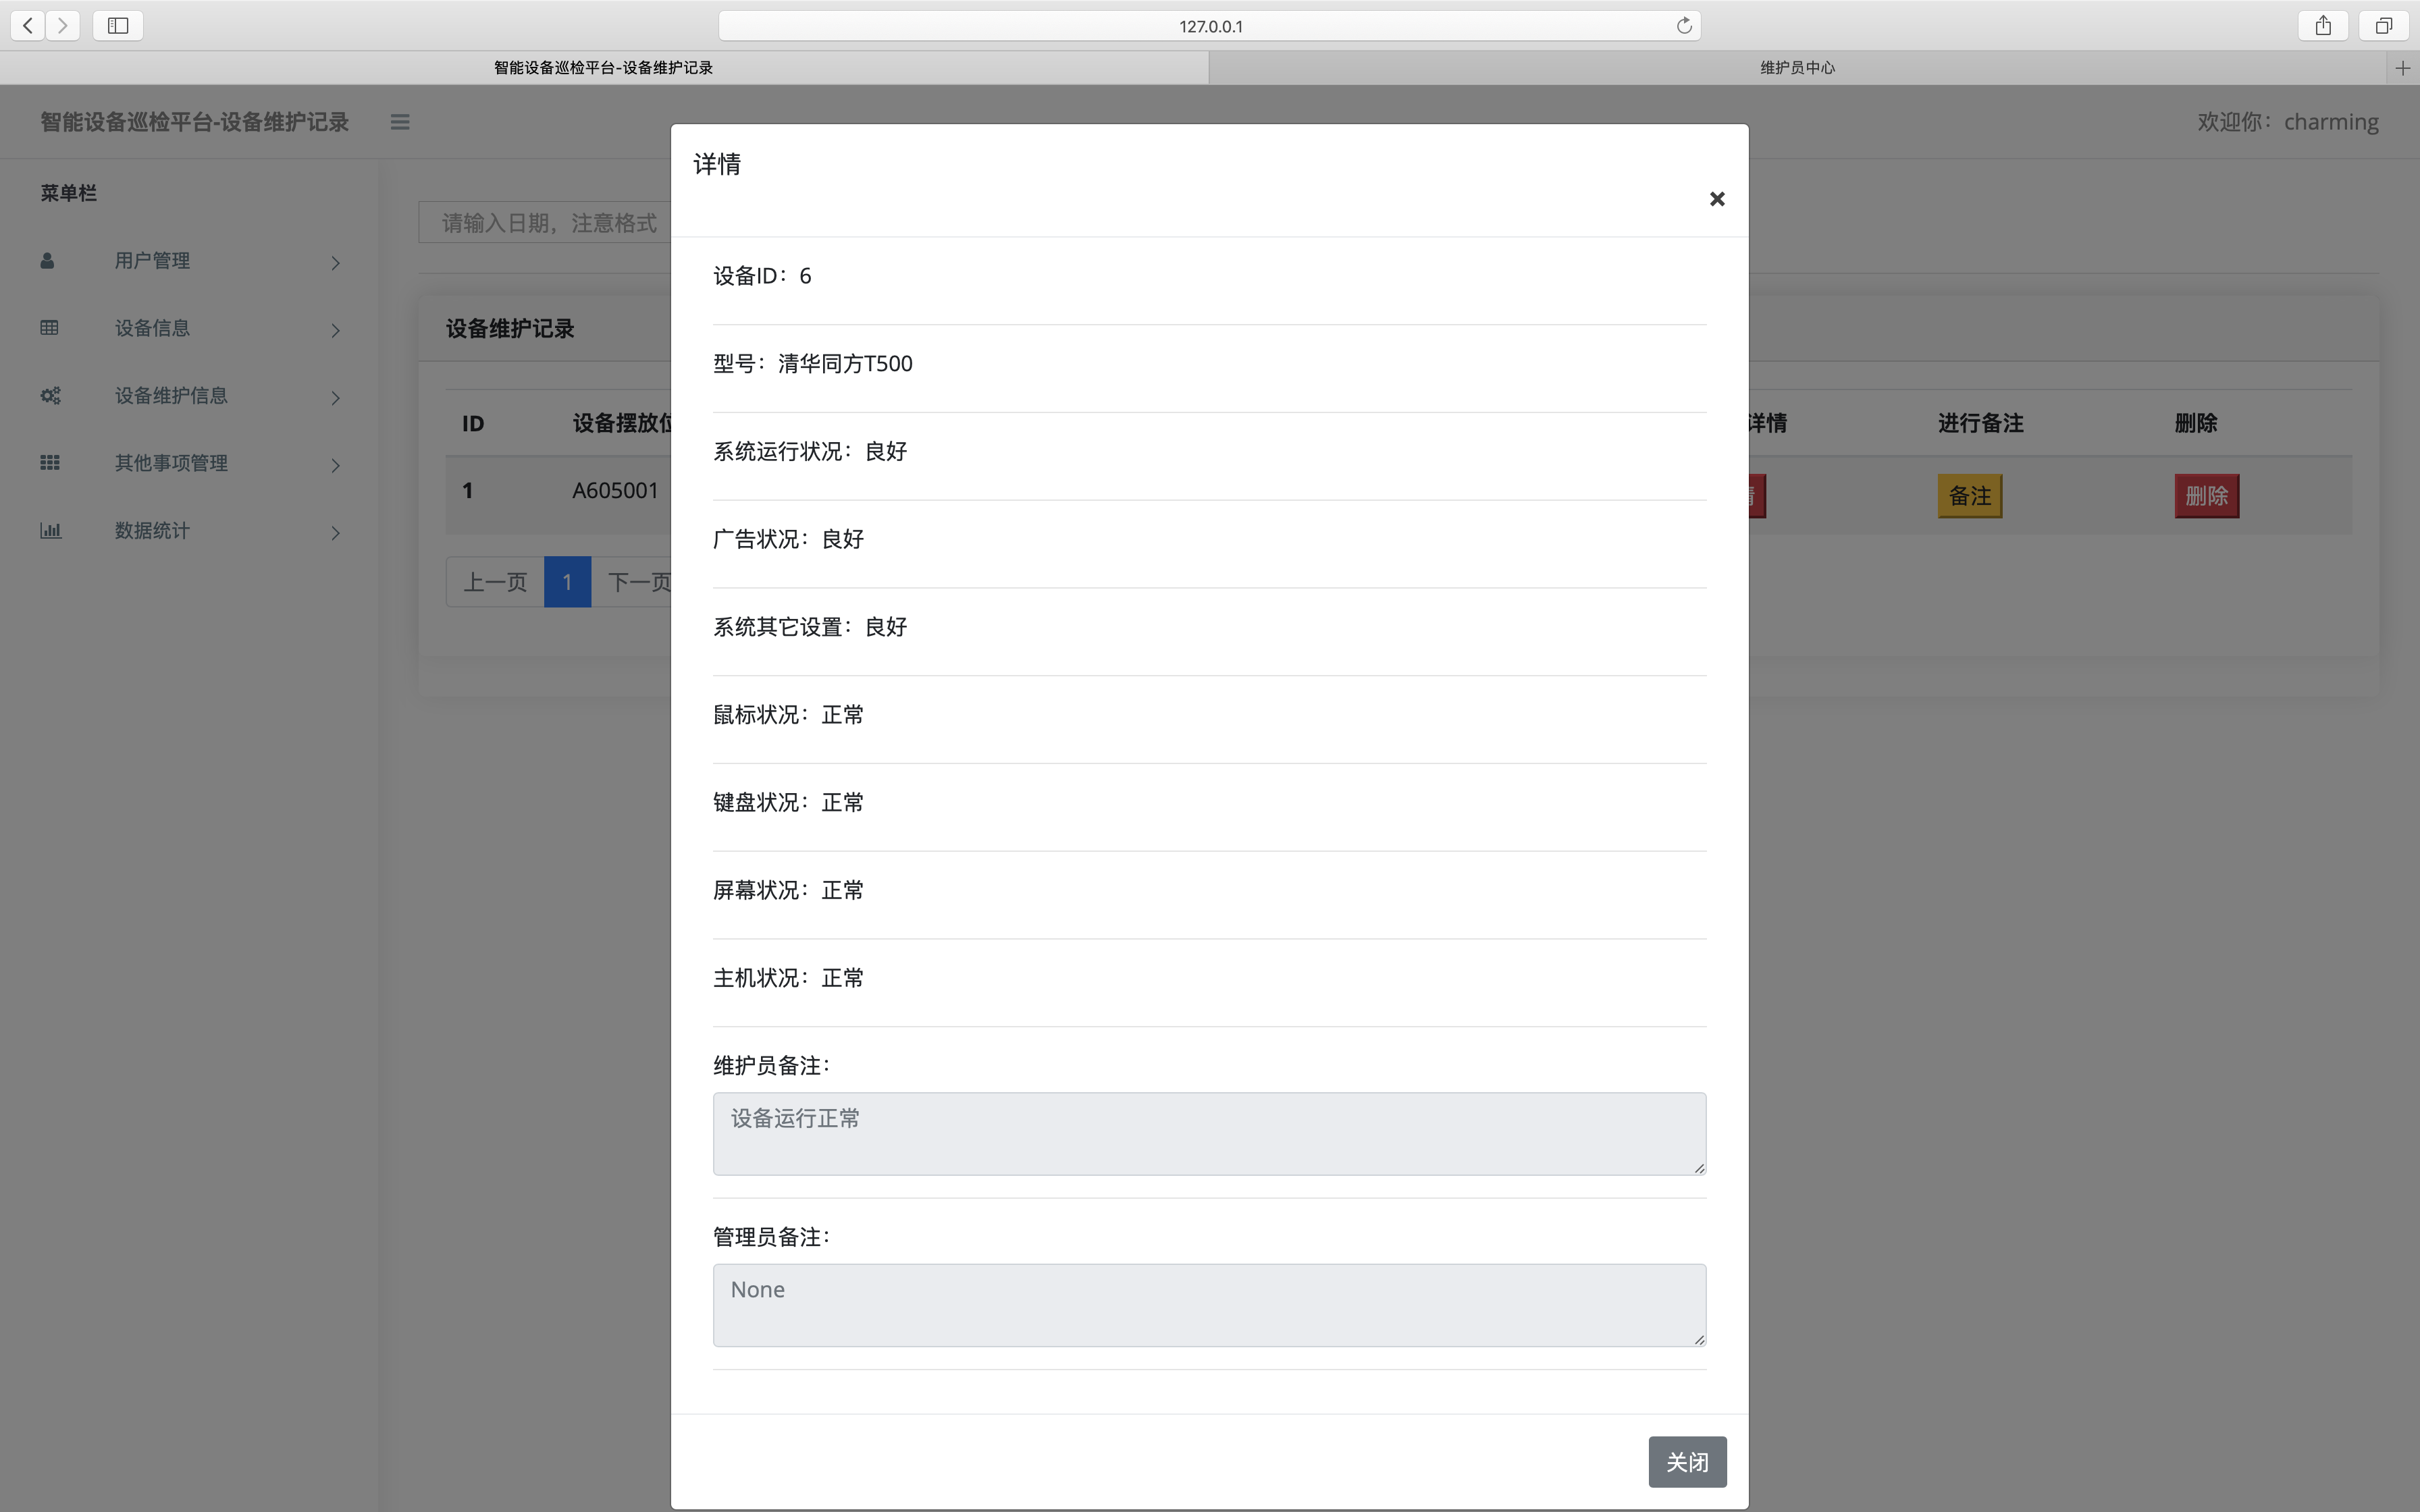 127.0.0.1
智能设备巡检平台-设备维护记录
维护员中心
智能设备巡检平台-设备维护记录
欢迎你：charming
菜单栏
用户管理
设备信息
设备维护信息
其他事项管理
数据统计
请输入日期，注意格式
设备维护记录
ID 设备摆放位 详情 进行备注 删除
1 A605001 情 备注 删除
上一页 1 下一页
详情
×
设备ID：6
型号：清华同方T500
系统运行状况：良好
广告状况：良好
系统其它设置：良好
鼠标状况：正常
键盘状况：正常
屏幕状况：正常
主机状况：正常
维护员备注：
设备运行正常
管理员备注：
None
关闭